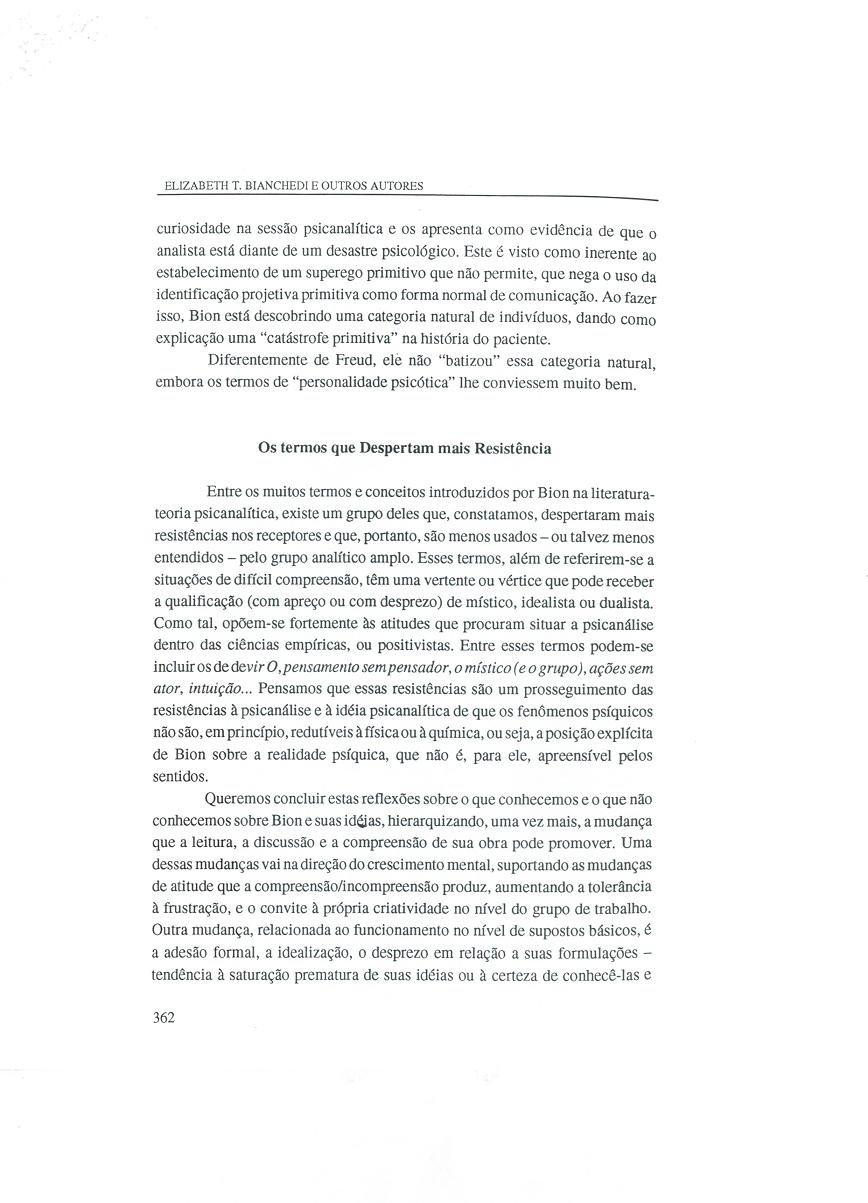 ELIZABETH T. BIANCHEDI E OUTROS AUTORES
curiosidade na sessão psicanalítica e os apresenta como evidência de que o
analista está diante de um desastre psicológico. Este é visto como inerente ao
estabelecimento de um superego primitivo que não permite, que nega o uso da
identificação projetiva primitiva como forma normal de comunicação. Ao fazer
isso, Bion está descobrindo uma categoria natural de indivíduos, dando como
explicação uma “catástrofe primitiva” na história do paciente.
Diferentemente de Freud, ele não “batizou” essa categoria natural,
embora os termos de “personalidade psicótica” lhe conviessem muito bem.
Os termos que Despertam mais Resistência
Entre os muitos termos e conceitos introduzidos por Bion na literatura-
teoria psicanalítica, existe um grupo deles que, constatamos, despertaram mais
resistências nos receptores e que, portanto, são menos usados – ou talvez menos
entendidos – pelo grupo analítico amplo. Esses termos, além de referirem-se a
situações de difícil compreensão, têm uma vertente ou vértice que pode receber
a qualificação (com apreço ou com desprezo) de místico, idealista ou dualista.
Como tal, opõem-se fortemente às atitudes que procuram situar a psicanálise
dentro das ciências empíricas, ou positivistas. Entre esses termos podem-se
incluir os de devir O, pensamento sem pensador, o místico (e o grupo), ações sem
ator, intuição... Pensamos que essas resistências são um prosseguimento das
resistências à psicanálise e à idéia psicanalítica de que os fenômenos psíquicos
não são, em princípio, redutíveis à física ou à química, ou seja, a posição explícita
de Bion sobre a realidade psíquica, que não é, para ele, apreensível pelos
sentidos.
Queremos concluir estas reflexões sobre o que conhecemos e o que não
conhecemos sobre Bion e suas idéias, hierarquizando, uma vez mais, a mudança
que a leitura, a discussão e a compreensão de sua obra pode promover. Uma
dessas mudanças vai na direção do crescimento mental, suportando as mudanças
de atitude que a compreensão/incompreensão produz, aumentando a tolerância
à frustração, e o convite à própria criatividade no nível do grupo de trabalho.
Outra mudança, relacionada ao funcionamento no nível de supostos básicos, é
a adesão formal, a idealização, o desprezo em relação a suas formulações –
tendência à saturação prematura de suas idéias ou à certeza de conhecê-las e
362